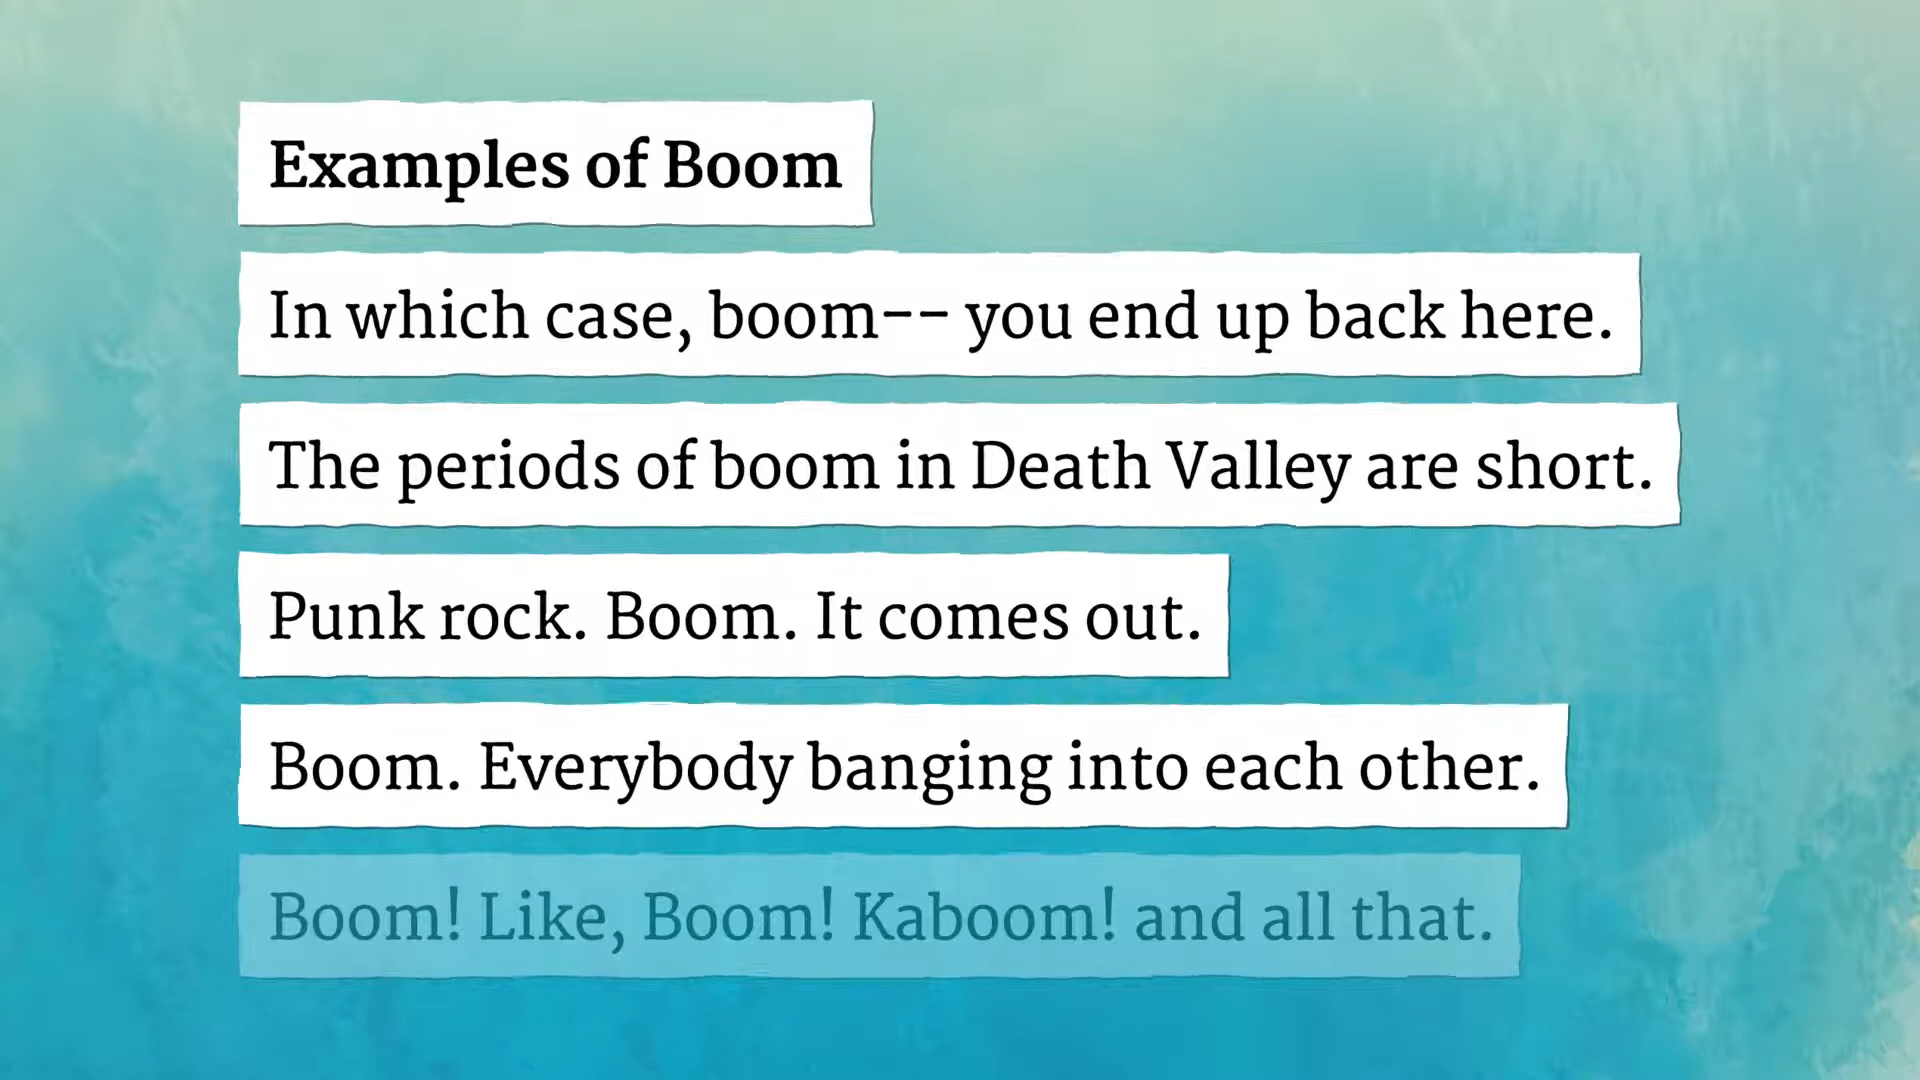 Examples of Boom
In which case, boom-- you end up back here.
The periods of boom in Death Valley are short.
Punk rock. Boom. It comes out.
Boom. Everybody banging into each other.
Boom! Like, Boom! Kaboom! and all that.